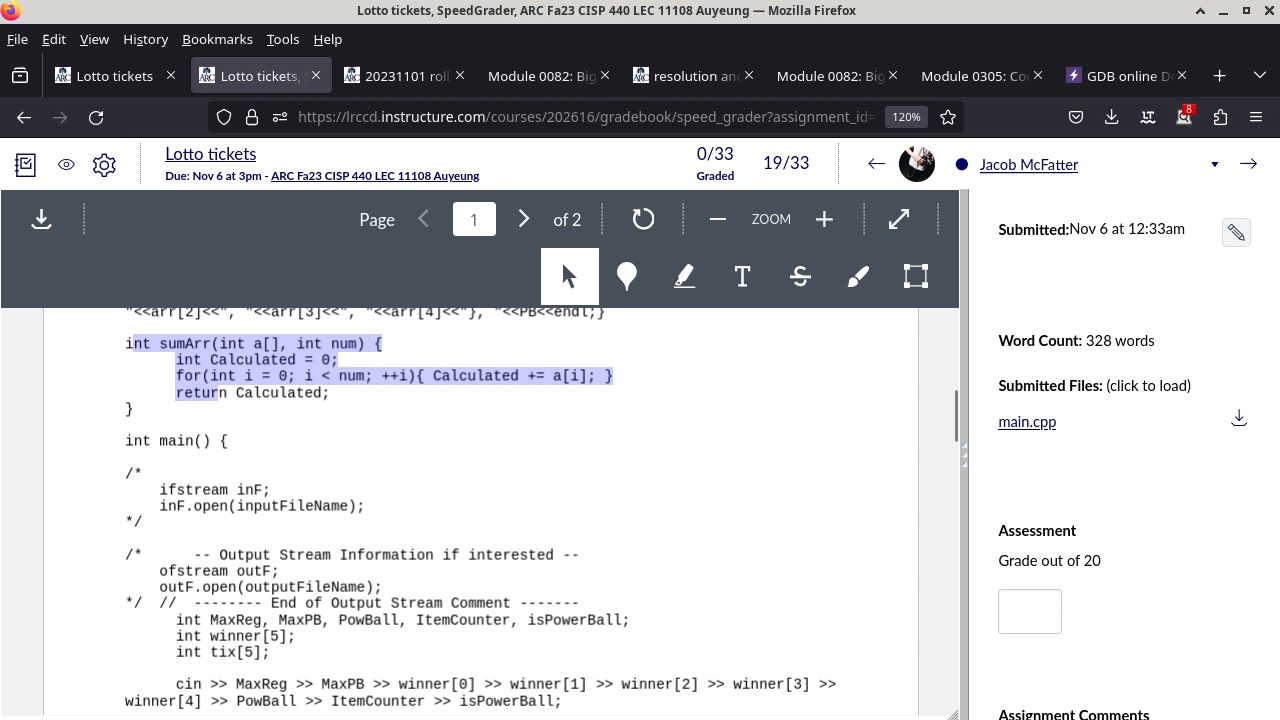 Lotto tickets, SpeedGrader, ARC Fa23 CISP 440 LEC 11108 Auyeung — Mozilla Firefox
File Edit View History Bookmarks Tools Help
Lotto tickets
Lotto tickets,
20231101 roll
Module 0082: Big
resolution an
Module 0082: Big
Module 0305: Cou
GDB online De
https://lrccd.instructure.com/courses/202616/gradebook/speed_grader?assignment_id=
120%
8
Lotto tickets
Due: Nov 6 at 3pm - ARC Fa23 CISP 440 LEC 11108 Auyeung
0/33
Graded
19/33
Jacob McFatter
Page 1 of 2
ZOOM
"<<arr[2]<<", "<<arr[3]<<", "<<arr[4]<<"}, "<<PB<<endl;}
int sumArr(int a[], int num) {
int Calculated = 0;
for(int i = 0; i < num; ++i){ Calculated += a[i]; }
return Calculated;
}
int main() {
/*
ifstream inF;
inF.open(inputFileName);
*/
/* -- Output Stream Information if interested --
ofstream outF;
outF.open(outputFileName);
*/ // -------- End of Output Stream Comment -------
int MaxReg, MaxPB, PowBall, ItemCounter, isPowerBall;
int winner[5];
int tix[5];
cin >> MaxReg >> MaxPB >> winner[0] >> winner[1] >> winner[2] >> winner[3] >>
winner[4] >> PowBall >> ItemCounter >> isPowerBall;
Submitted:Nov 6 at 12:33am
Word Count: 328 words
Submitted Files: (click to load)
main.cpp
Assessment
Grade out of 20
Assignment Comments